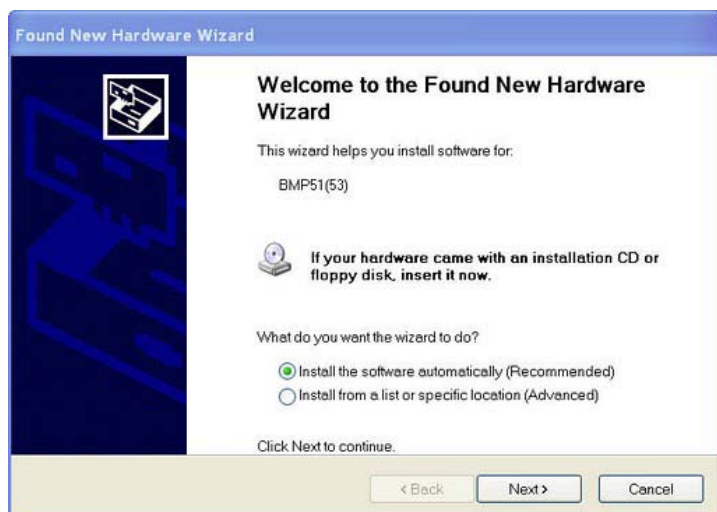 Found New Hardware Wizard
Welcome to the Found New Hardware
Wizard
This wizard helps you install software for:
BMP51(53)
If your hardware came with an installation CD or
floppy disk, insert it now.
What do you want the wizard to do?
Install the software automatically (Recommended)
Install from a list or specific location (Advanced)
Click Next to continue.
< Back Next > Cancel